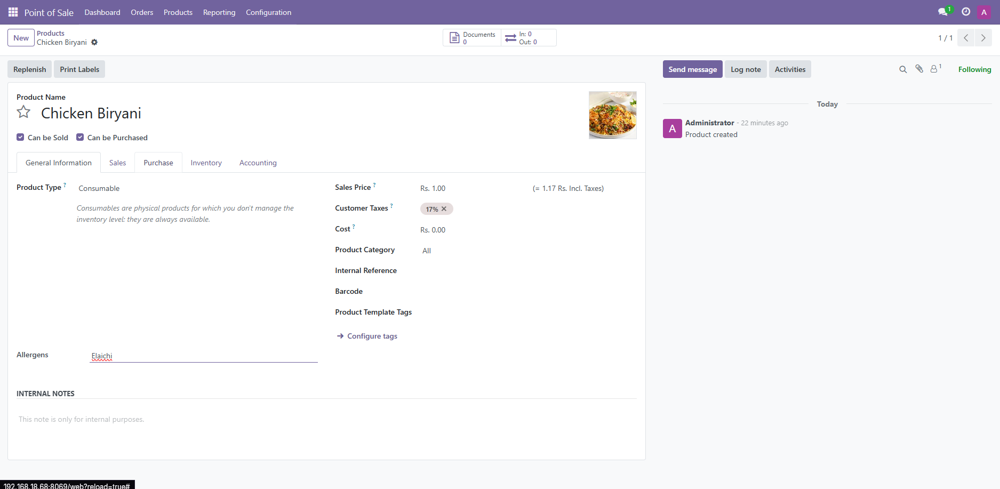 Point of Sale Dashboard Orders Products Reporting Configuration 1 A
New Products
Chicken Biryani
Documents
0
In: 0
Out: 0
1 / 1
Replenish Print Labels
Send message Log note Activities 1 Following
Product Name
Chicken Biryani
Can be Sold Can be Purchased
General Information Sales Purchase Inventory Accounting
Product Type ? Consumable
Consumables are physical products for which you don't manage the
inventory level: they are always available.
Sales Price ? Rs. 1.00 (= 1.17 Rs. Incl. Taxes)
Customer Taxes ? 17%
Cost ? Rs. 0.00
Product Category All
Internal Reference
Barcode
Product Template Tags
Configure tags
Allergens Elaichi
INTERNAL NOTES
This note is only for internal purposes.
Today
A Administrator - 22 minutes ago
Product created
192.168.18.68:8069/web?reload=true#